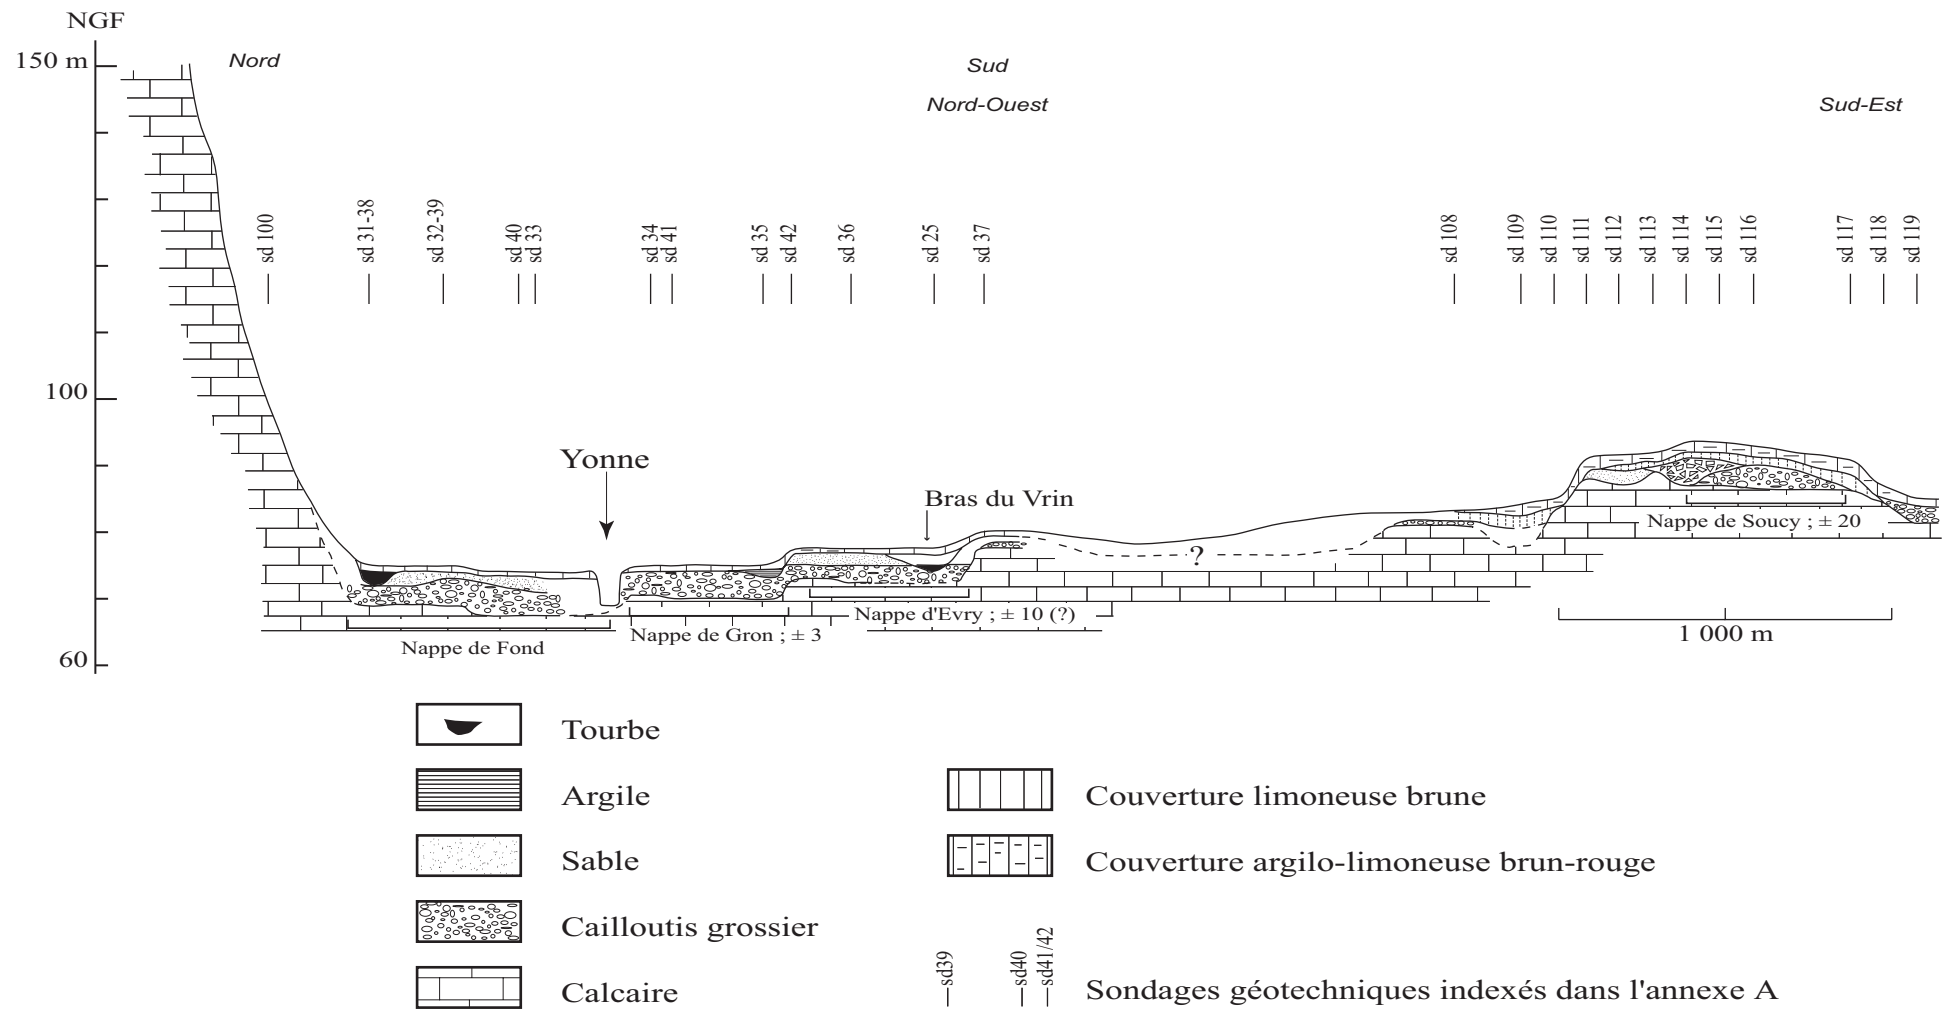 NGF
150 m
Nord
Sud
Nord-Ouest
Sud-Est
sd 100
sd 31-38
sd 32-39
sd 40
sd 33
sd 34
sd 41
sd 35
sd 42
sd 36
sd 25
sd 37
sd 108
sd 109
sd 110
sd 111
sd 112
sd 113
sd 114
sd 115
sd 116
sd 117
sd 118
sd 119
100
Yonne
Bras du Vrin
Nappe de Soucy ; ± 20
?
Nappe d'Evry ; ± 10 (?)
Nappe de Gron ; ± 3
1 000 m
Nappe de Fond
60
Tourbe
Argile
Couverture limoneuse brune
Sable
Couverture argilo-limoneuse brun-rouge
Cailloutis grossier
sd39
sd40
sd41/42
Calcaire
Sondages géotechniques indexés dans l'annexe A